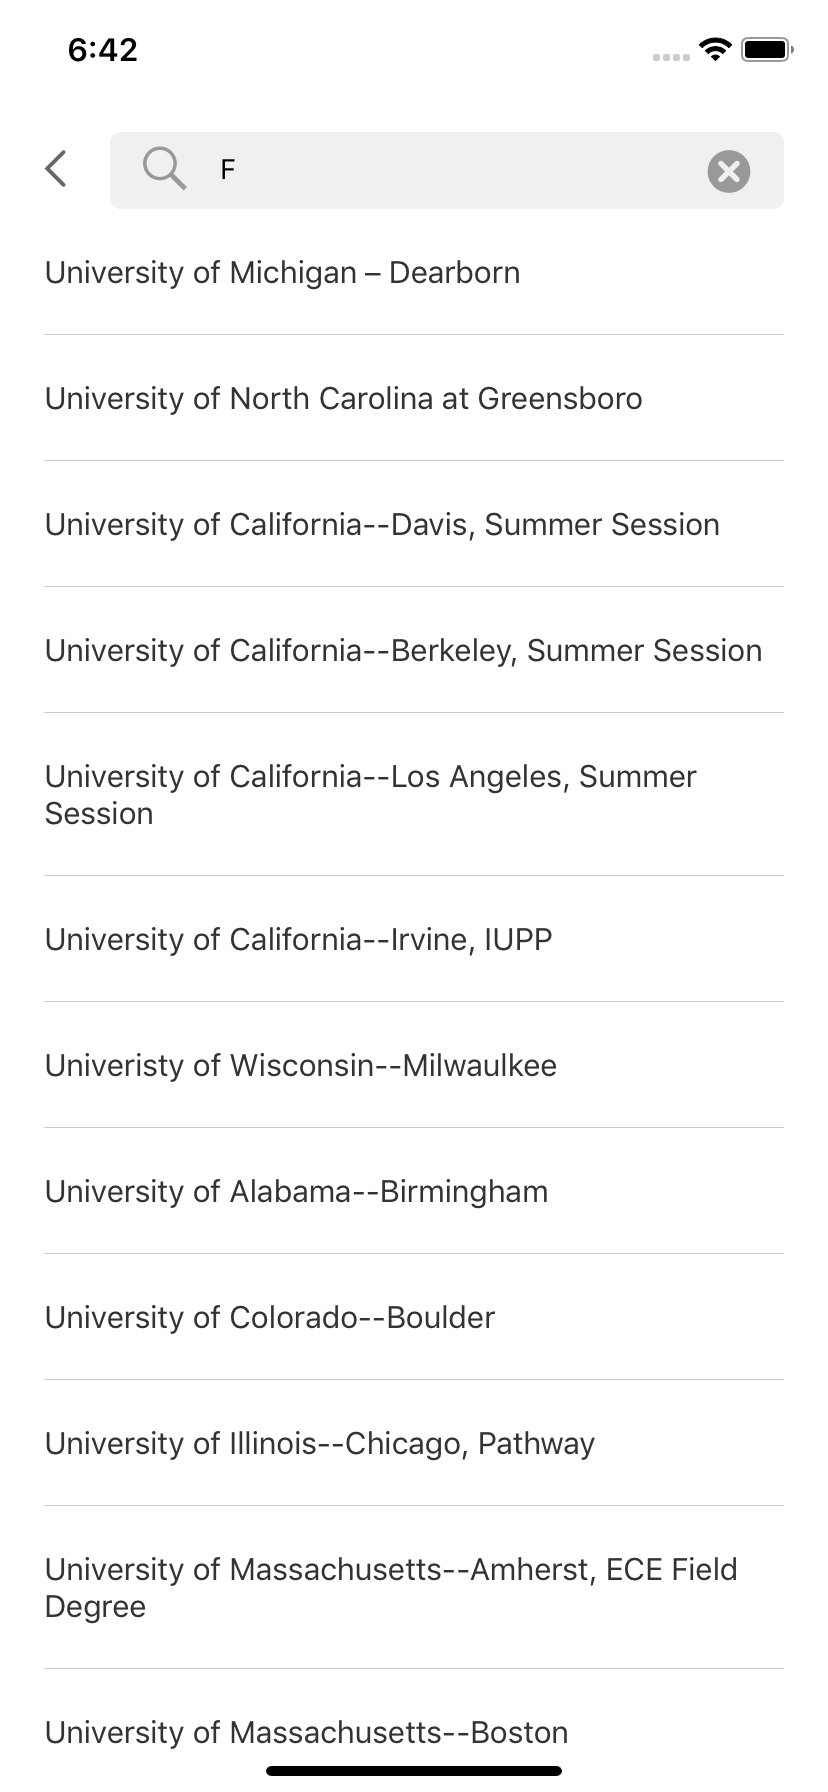 6:42
F
University of Michigan – Dearborn
University of North Carolina at Greensboro
University of California--Davis, Summer Session
University of California--Berkeley, Summer Session
University of California--Los Angeles, Summer
Session
University of California--Irvine, IUPP
Univeristy of Wisconsin--Milwaulkee
University of Alabama--Birmingham
University of Colorado--Boulder
University of Illinois--Chicago, Pathway
University of Massachusetts--Amherst, ECE Field
Degree
University of Massachusetts--Boston